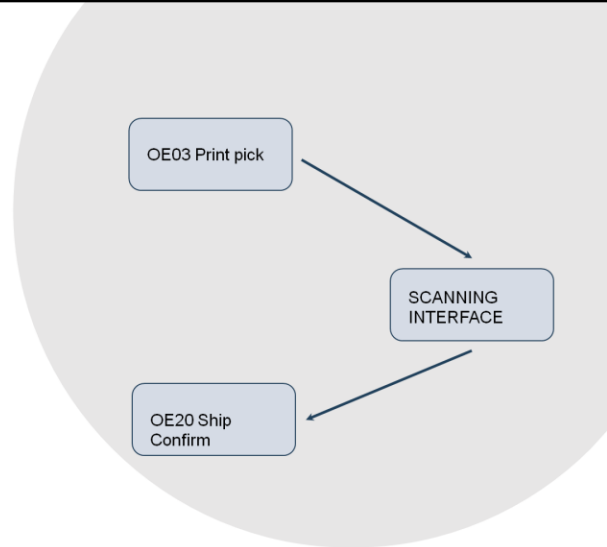 OE03 Print pick
SCANNING
INTERFACE
OE20 Ship
Confirm